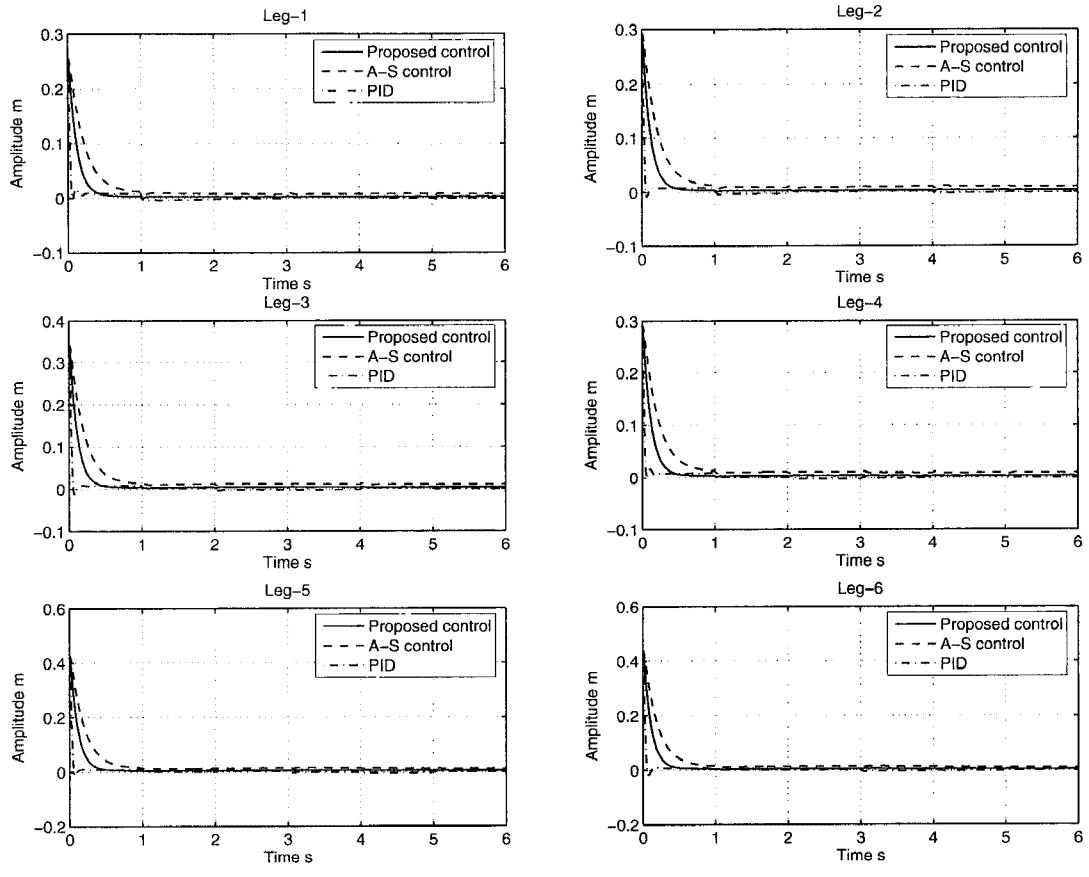 Leg–1
Amplitude m
0.3
0.2
0.1
0
–0.1
0 1 2 3 4 5 6
Time s
Proposed control
A–S control
PID
Leg–2
Amplitude m
0.3
0.2
0.1
0
–0.1
0 1 2 3 4 5 6
Time s
Proposed control
A–S control
PID
Leg–3
Amplitude m
0.4
0.3
0.2
0.1
0
–0.1
0 1 2 3 4 5 6
Time s
Proposed control
A–S control
PID
Leg–4
Amplitude m
0.3
0.2
0.1
0
–0.1
0 1 2 3 4 5 6
Time s
Proposed control
A–S control
PID
Leg–5
Amplitude m
0.6
0.4
0.2
0
–0.2
0 1 2 3 4 5 6
Time s
Proposed control
A–S control
PID
Leg–6
Amplitude m
0.6
0.4
0.2
0
–0.2
0 1 2 3 4 5 6
Time s
Proposed control
A–S control
PID